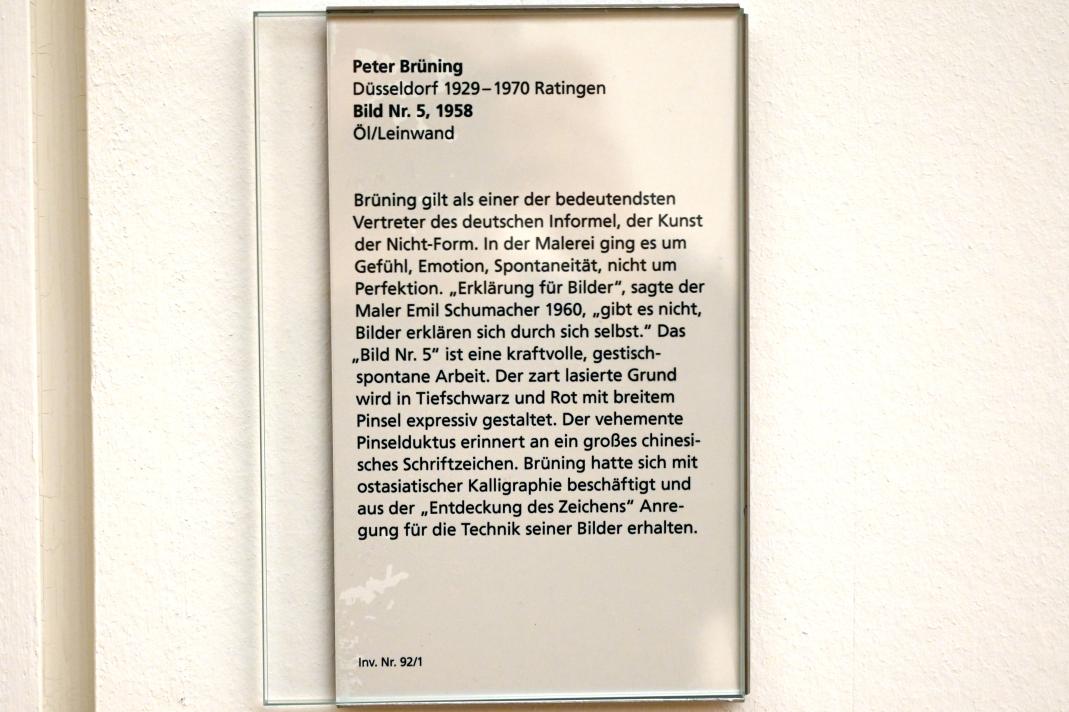 Peter Brüning
Düsseldorf 1929–1970 Ratingen
Bild Nr. 5, 1958
Öl/Leinwand
Brüning gilt als einer der bedeutendsten
Vertreter des deutschen Informel, der Kunst
der Nicht-Form. In der Malerei ging es um
Gefühl, Emotion, Spontaneität, nicht um
Perfektion. „Erklärung für Bilder“, sagte der
Maler Emil Schumacher 1960, „gibt es nicht,
Bilder erklären sich durch sich selbst.“ Das
„Bild Nr. 5“ ist eine kraftvolle, gestisch-
spontane Arbeit. Der zart lasierte Grund
wird in Tiefschwarz und Rot mit breitem
Pinsel expressiv gestaltet. Der vehemente
Pinselduktus erinnert an ein großes chinesi-
sches Schriftzeichen. Brüning hatte sich mit
ostasiatischer Kalligraphie beschäftigt und
aus der „Entdeckung des Zeichens“ Anre-
gung für die Technik seiner Bilder erhalten.
Inv. Nr. 92/1